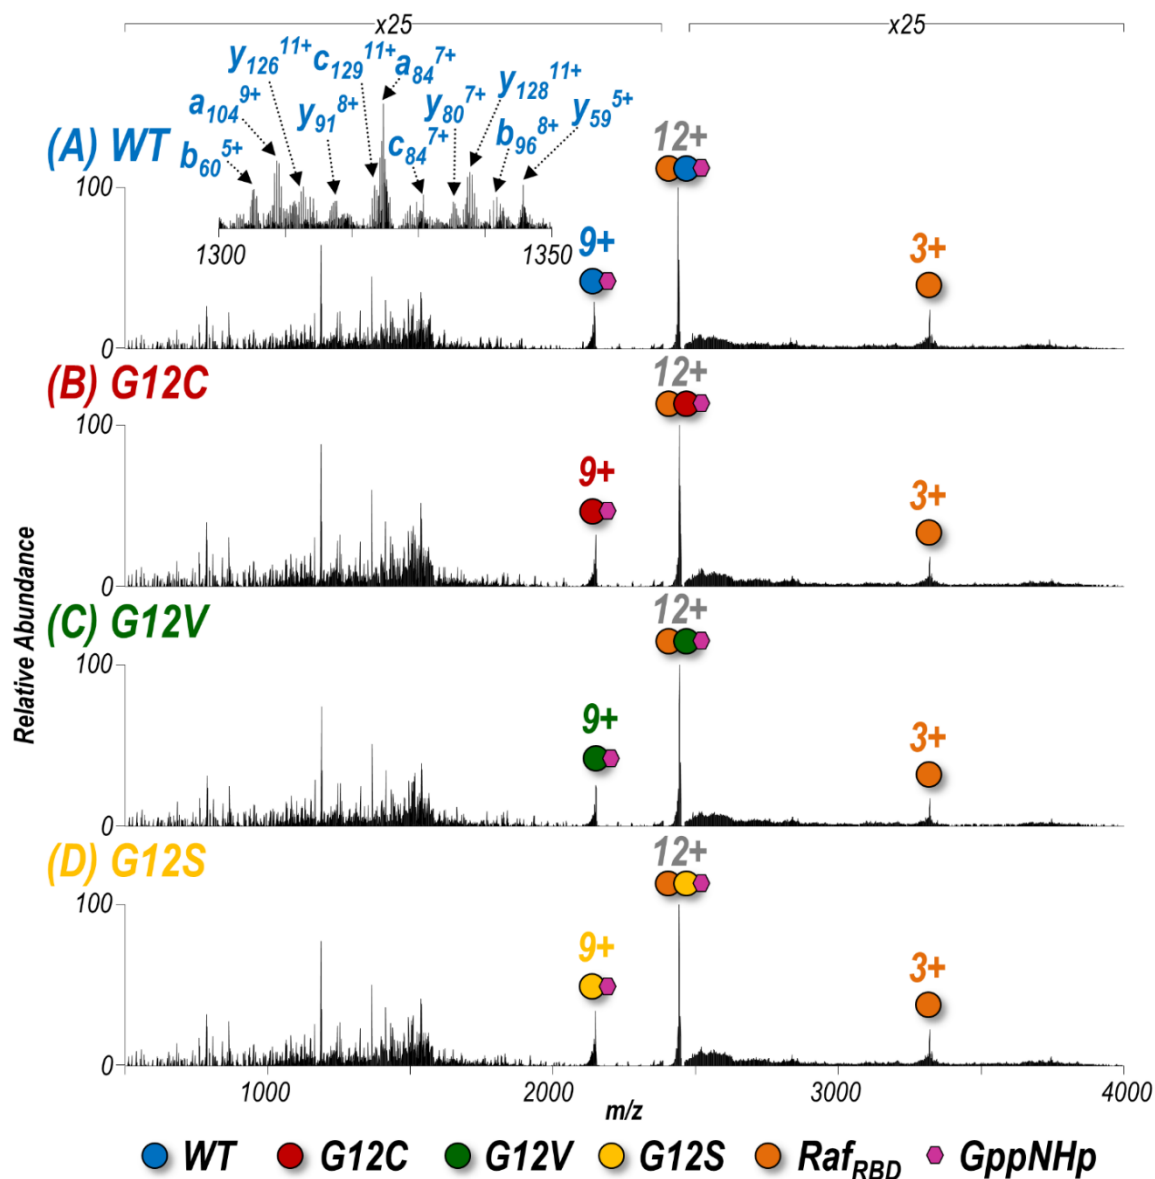 x25 x25
y126 11+ c129 11+ a84 7+
a104 9+ y91 8+ y80 7+ y128 11+
b60 5+ c84 7+ b96 8+ y59 5+
(A) WT
12+
100
1300 1350
9+ 3+
0
(B) G12C
12+
100
9+ 3+
0
(C) G12V
12+
100
9+ 3+
0
(D) G12S
12+
100
9+ 3+
0
Relative Abundance
1000 2000 3000 4000
m/z
WT G12C G12V G12S RafRBD GppNHp